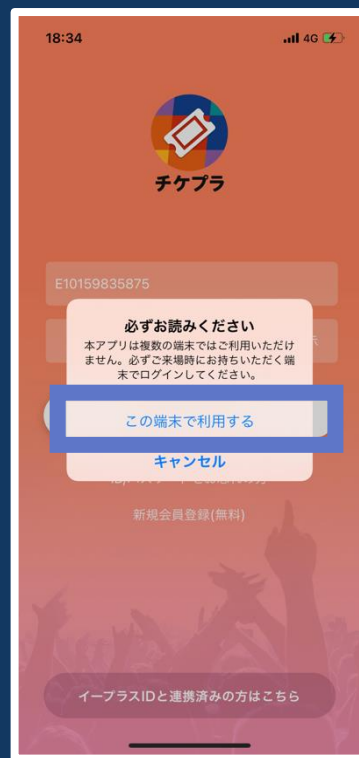 18:34
4G
チケプラ
E10159835875
必ずお読みください
本アプリは複数の端末ではご利用いただけ
ません。必ずご来場時にお持ちいただく端
末でログインしてください。
この端末で利用する
キャンセル
新規会員登録(無料)
イープラスIDと連携済みの方はこちら